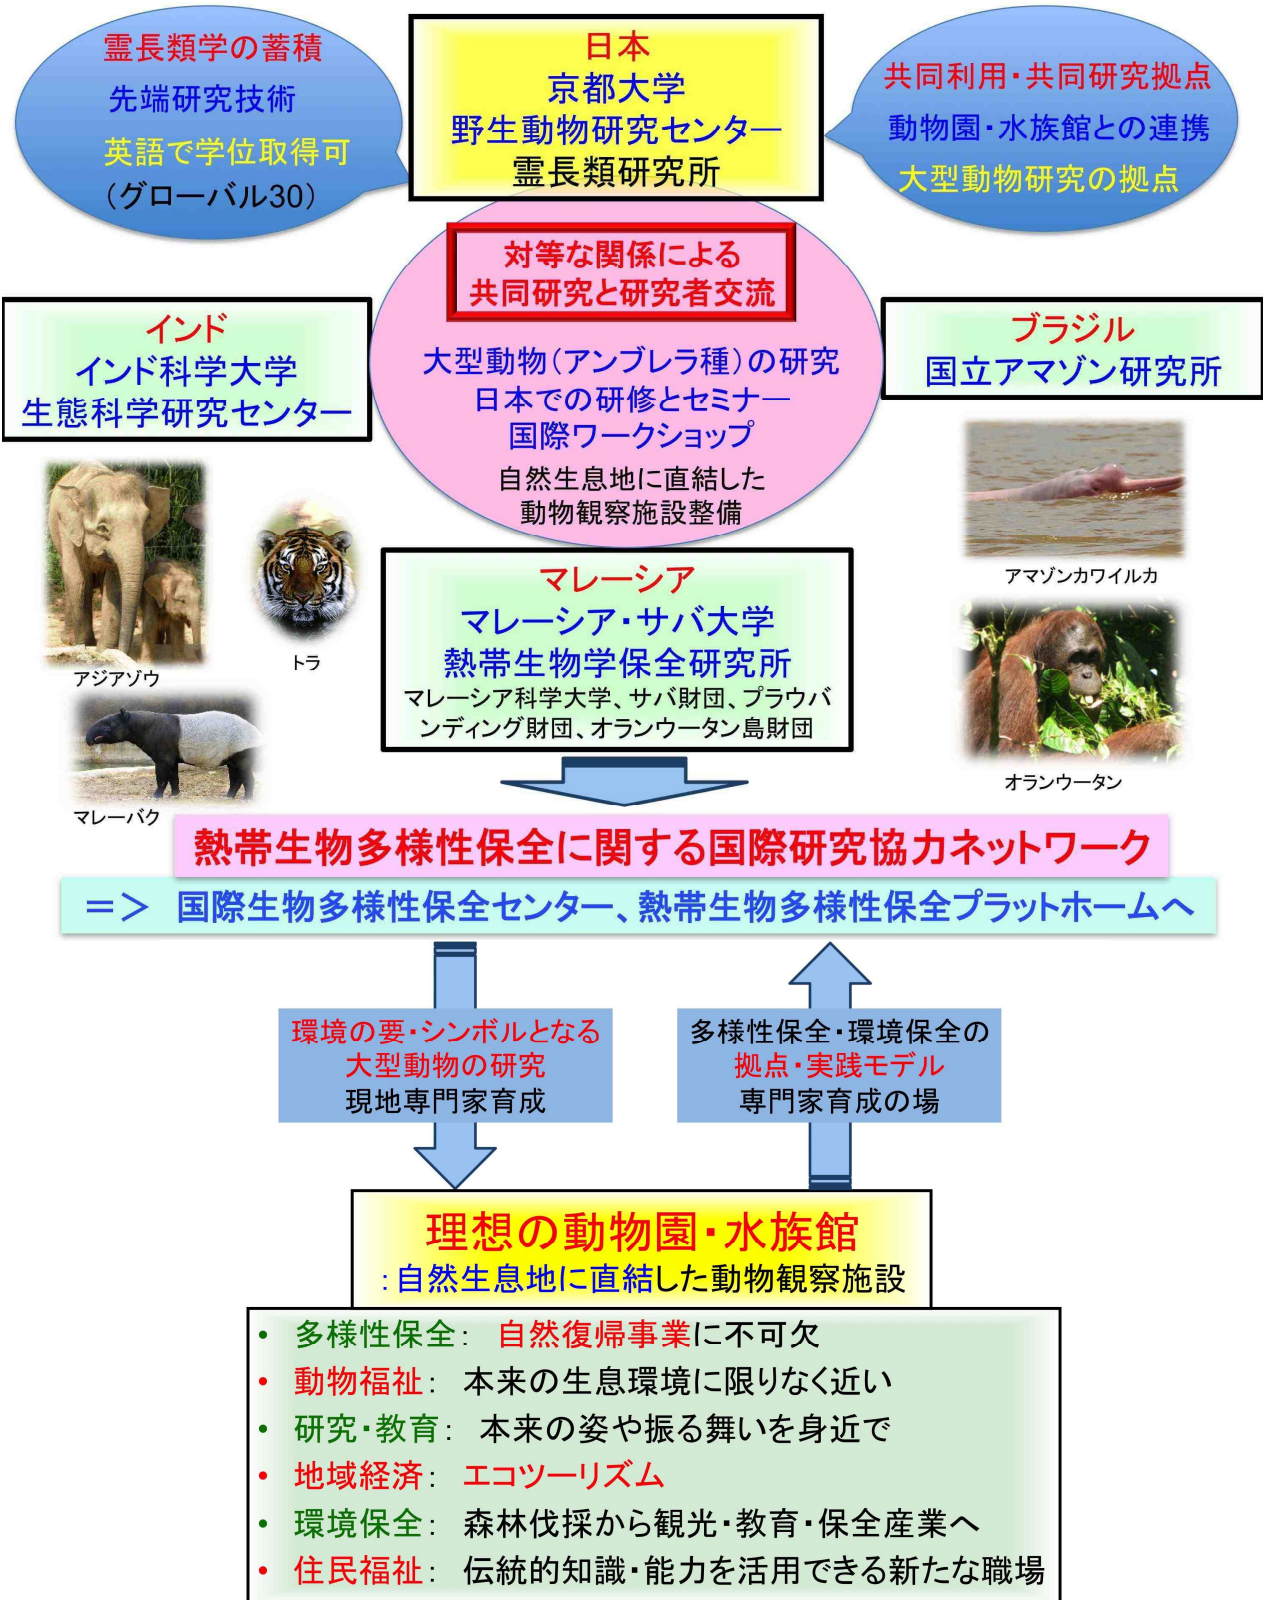 霊長類学の蓄積
先端研究技術
英語で学位取得可
(グローバル30)
日本
京都大学
野生動物研究センター
霊長類研究所
共同利用・共同研究拠点
動物園・水族館との連携
大型動物研究の拠点
対等な関係による
共同研究と研究者交流
大型動物(アンブレラ種)の研究
日本での研修とセミナー
国際ワークショップ
自然生息地に直結した
動物観察施設整備
インド
インド科学大学
生態科学研究センター
ブラジル
国立アマゾン研究所
アジアゾウ
トラ
マレーバク
マレーシア
マレーシア・サバ大学
熱帯生物学保全研究所
マレーシア科学大学、サバ財団、プラウバ
ンディング財団、オランウータン島財団
アマゾンカワイルカ
オランウータン
熱帯生物多様性保全に関する国際研究協力ネットワーク
=> 国際生物多様性保全センター、熱帯生物多様性保全プラットホームへ
環境の要・シンボルとなる
大型動物の研究
現地専門家育成
多様性保全・環境保全の
拠点・実践モデル
専門家育成の場
理想の動物園・水族館
:自然生息地に直結した動物観察施設
• 多様性保全: 自然復帰事業に不可欠
• 動物福祉: 本来の生息環境に限りなく近い
• 研究・教育: 本来の姿や振る舞いを身近で
• 地域経済: エコツーリズム
• 環境保全: 森林伐採から観光・教育・保全産業へ
• 住民福祉: 伝統的知識・能力を活用できる新たな職場